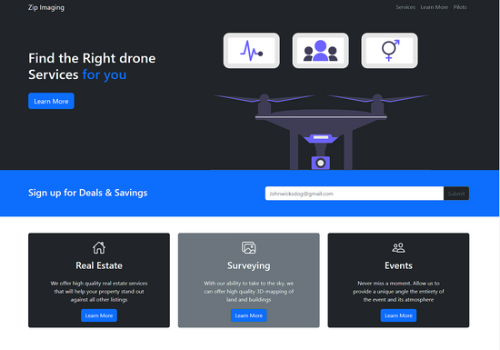 Zip Imaging
Services Learn More Pilots
Find the Right drone
Services for you
Learn More
Sign up for Deals & Savings
Submit
Real Estate
We offer high quality real estate services
that will help your property stand out
against all other listings
Learn More
Surveying
With our ability to take to the sky, we
can offer high quality 3D mapping of
land and buildings
Learn More
Events
Never miss a moment. Allow us to
provide a unique angle the entirety of
the event and its atmosphere
Learn More